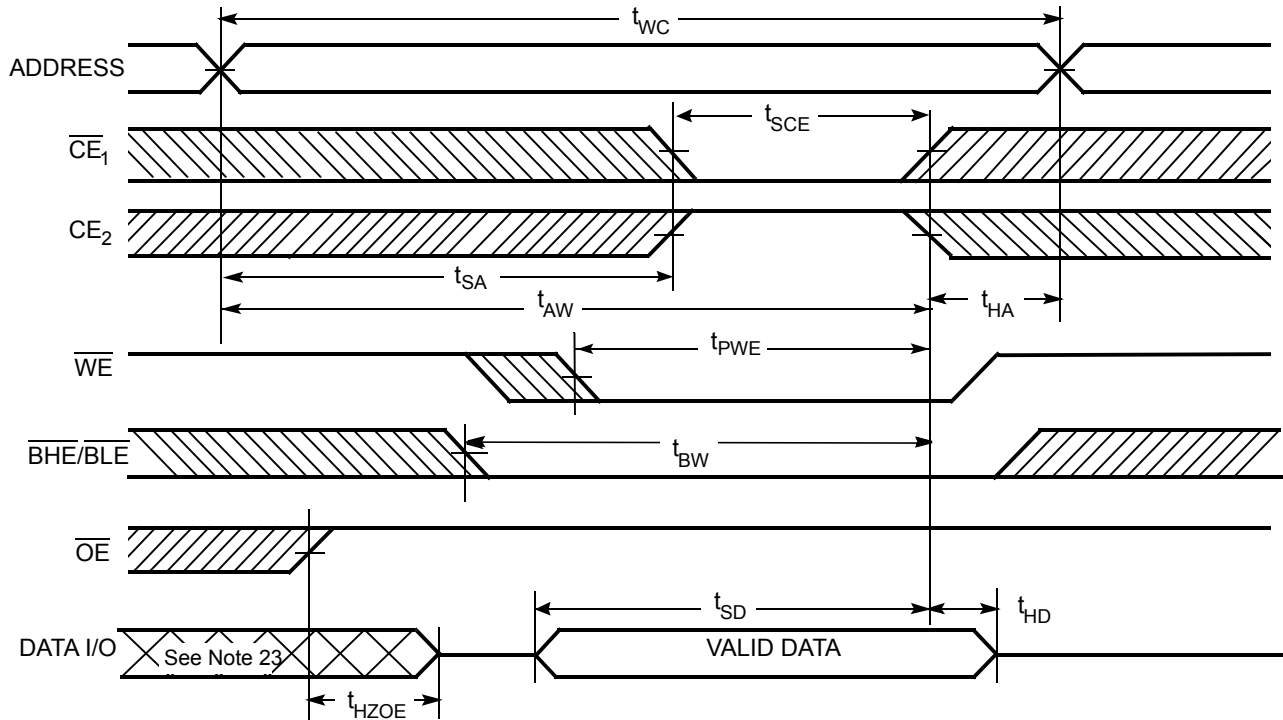 tWC
ADDRESS
tSCE
CE1
CE2
tSA
tAW
tHA
tPWE
WE
BHE/BLE
tBW
OE
tSD
tHD
DATA I/O
See Note 23
VALID DATA
tHZOE